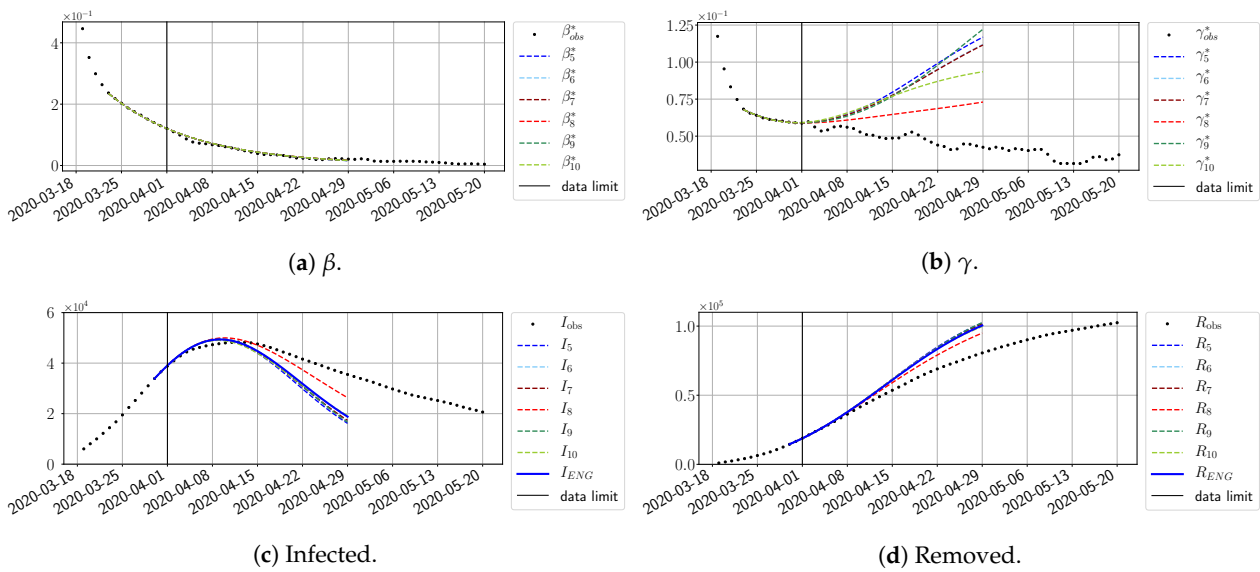 ×10⁻¹
4
2
0
2020-03-18
2020-03-25
2020-04-01
2020-04-08
2020-04-15
2020-04-22
2020-04-29
2020-05-06
2020-05-13
2020-05-20
β*obs
β*5
β*6
β*7
β*8
β*9
β*10
data limit
(a) β.
×10⁻¹
1.25
1.00
0.75
0.50
2020-03-18
2020-03-25
2020-04-01
2020-04-08
2020-04-15
2020-04-22
2020-04-29
2020-05-06
2020-05-13
2020-05-20
γ*obs
γ*5
γ*6
γ*7
γ*8
γ*9
γ*10
data limit
(b) γ.
×10⁴
6
4
2
0
2020-03-18
2020-03-25
2020-04-01
2020-04-08
2020-04-15
2020-04-22
2020-04-29
2020-05-06
2020-05-13
2020-05-20
Iobs
I5
I6
I7
I8
I9
I10
IENG
data limit
(c) Infected.
×10⁵
1.0
0.5
0.0
2020-03-18
2020-03-25
2020-04-01
2020-04-08
2020-04-15
2020-04-22
2020-04-29
2020-05-06
2020-05-13
2020-05-20
Robs
R5
R6
R7
R8
R9
R10
RENG
data limit
(d) Removed.